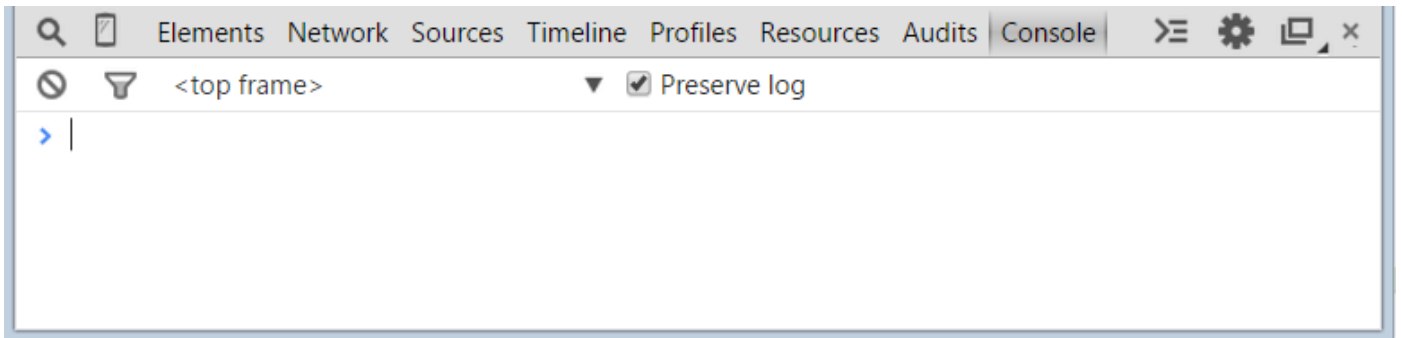 Elements Network Sources Timeline Profiles Resources Audits Console
<top frame> Preserve log